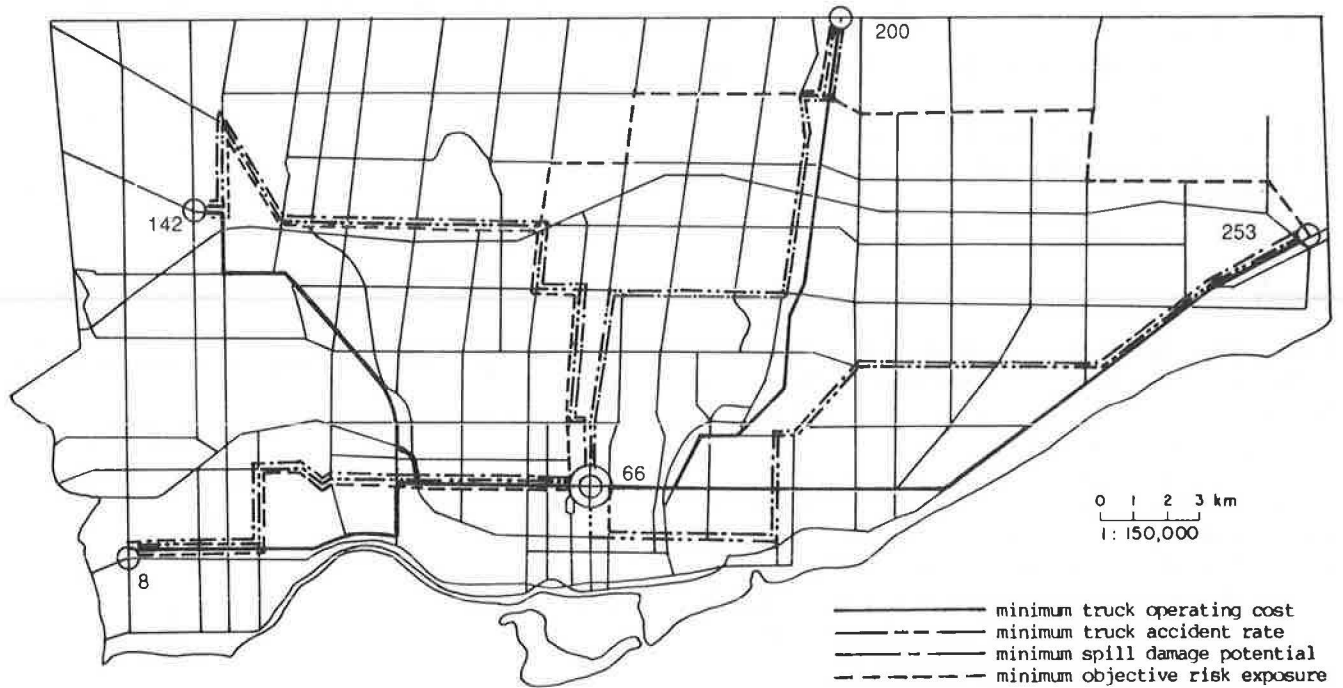 200
142
253
66
8
0 1 2 3 km
1:150,000
minimum truck operating cost
minimum truck accident rate
minimum spill damage potential
minimum objective risk exposure